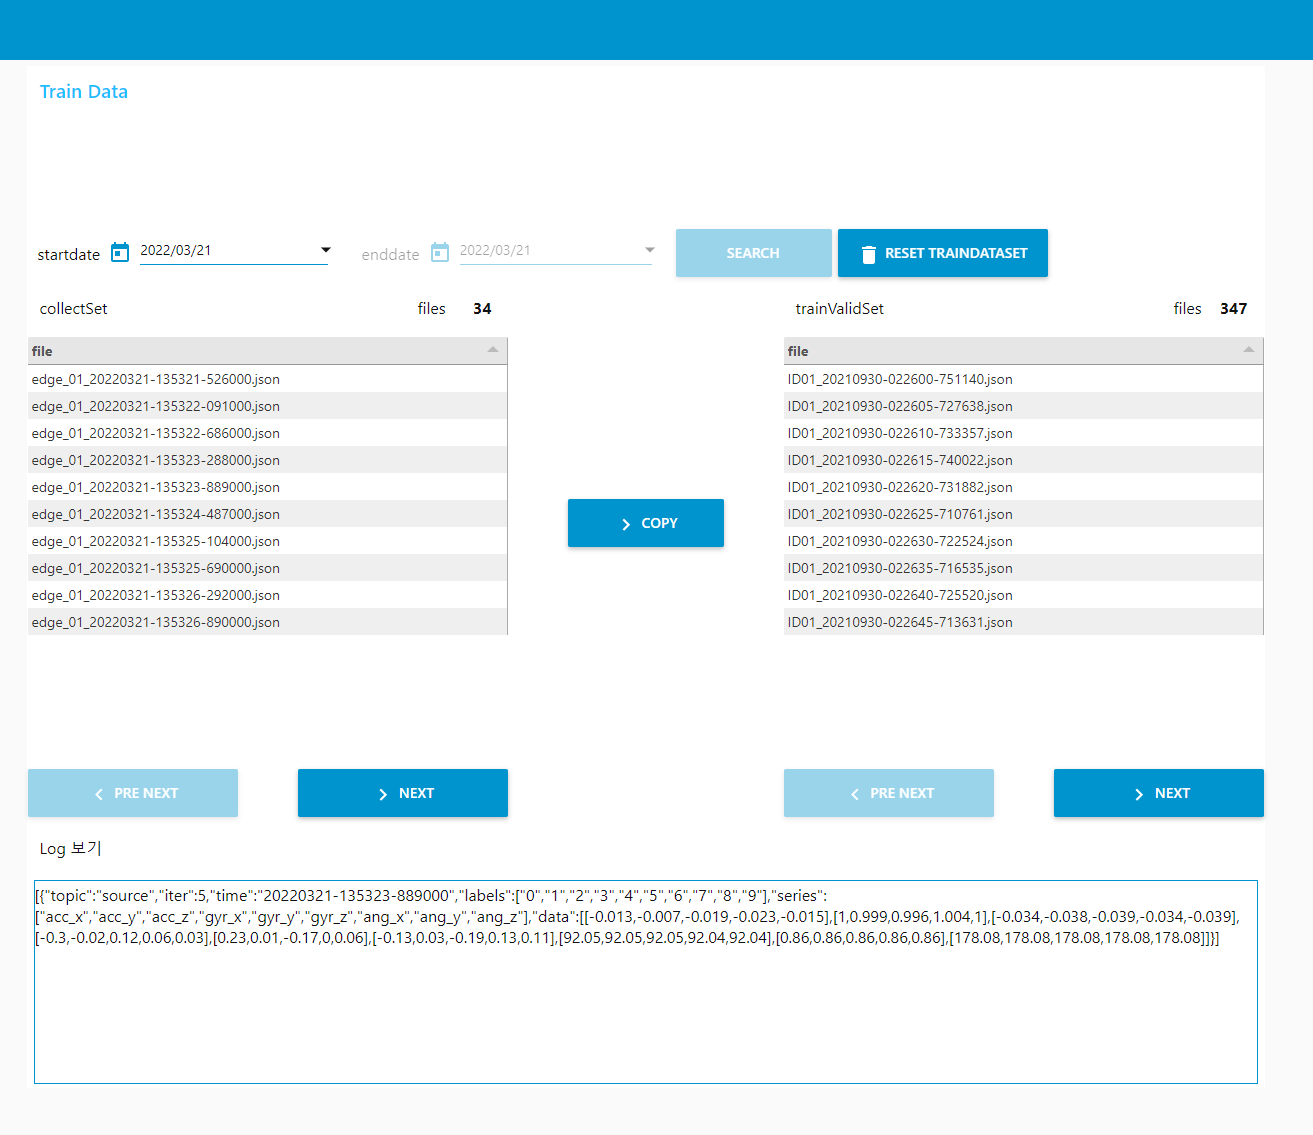 Train Data
startdate 2022/03/21 enddate 2022/03/21 SEARCH RESET TRAINDATASET
collectSet files 34
trainValidSet files 347
file
edge_01_20220321-135321-526000.json
edge_01_20220321-135322-091000.json
edge_01_20220321-135322-686000.json
edge_01_20220321-135323-288000.json
edge_01_20220321-135323-889000.json
edge_01_20220321-135324-487000.json
edge_01_20220321-135325-104000.json
edge_01_20220321-135325-690000.json
edge_01_20220321-135326-292000.json
edge_01_20220321-135326-890000.json
COPY
file
ID01_20210930-022600-751140.json
ID01_20210930-022605-727638.json
ID01_20210930-022610-733357.json
ID01_20210930-022615-740022.json
ID01_20210930-022620-731882.json
ID01_20210930-022625-710761.json
ID01_20210930-022630-722524.json
ID01_20210930-022635-716535.json
ID01_20210930-022640-725520.json
ID01_20210930-022645-713631.json
PRE NEXT NEXT
PRE NEXT NEXT
Log 보기
[{"topic":"source","iter":5,"time":"20220321-135323-889000","labels":["0","1","2","3","4","5","6","7","8","9"],"series":
["acc_x","acc_y","acc_z","gyr_x","gyr_y","gyr_z","ang_x","ang_y","ang_z"],"data":[[-0.013,-0.007,-0.019,-0.023,-0.015],[1,0.999,0.996,1.004,1],[-0.034,-0.038,-0.039,-0.034,-0.039],
[-0.3,-0.02,0.12,0.06,0.03],[0.23,0.01,-0.17,0,0.06],[-0.13,0.03,-0.19,0.13,0.11],[92.05,92.05,92.05,92.04,92.04],[0.86,0.86,0.86,0.86,0.86],[178.08,178.08,178.08,178.08,178.08]]}]